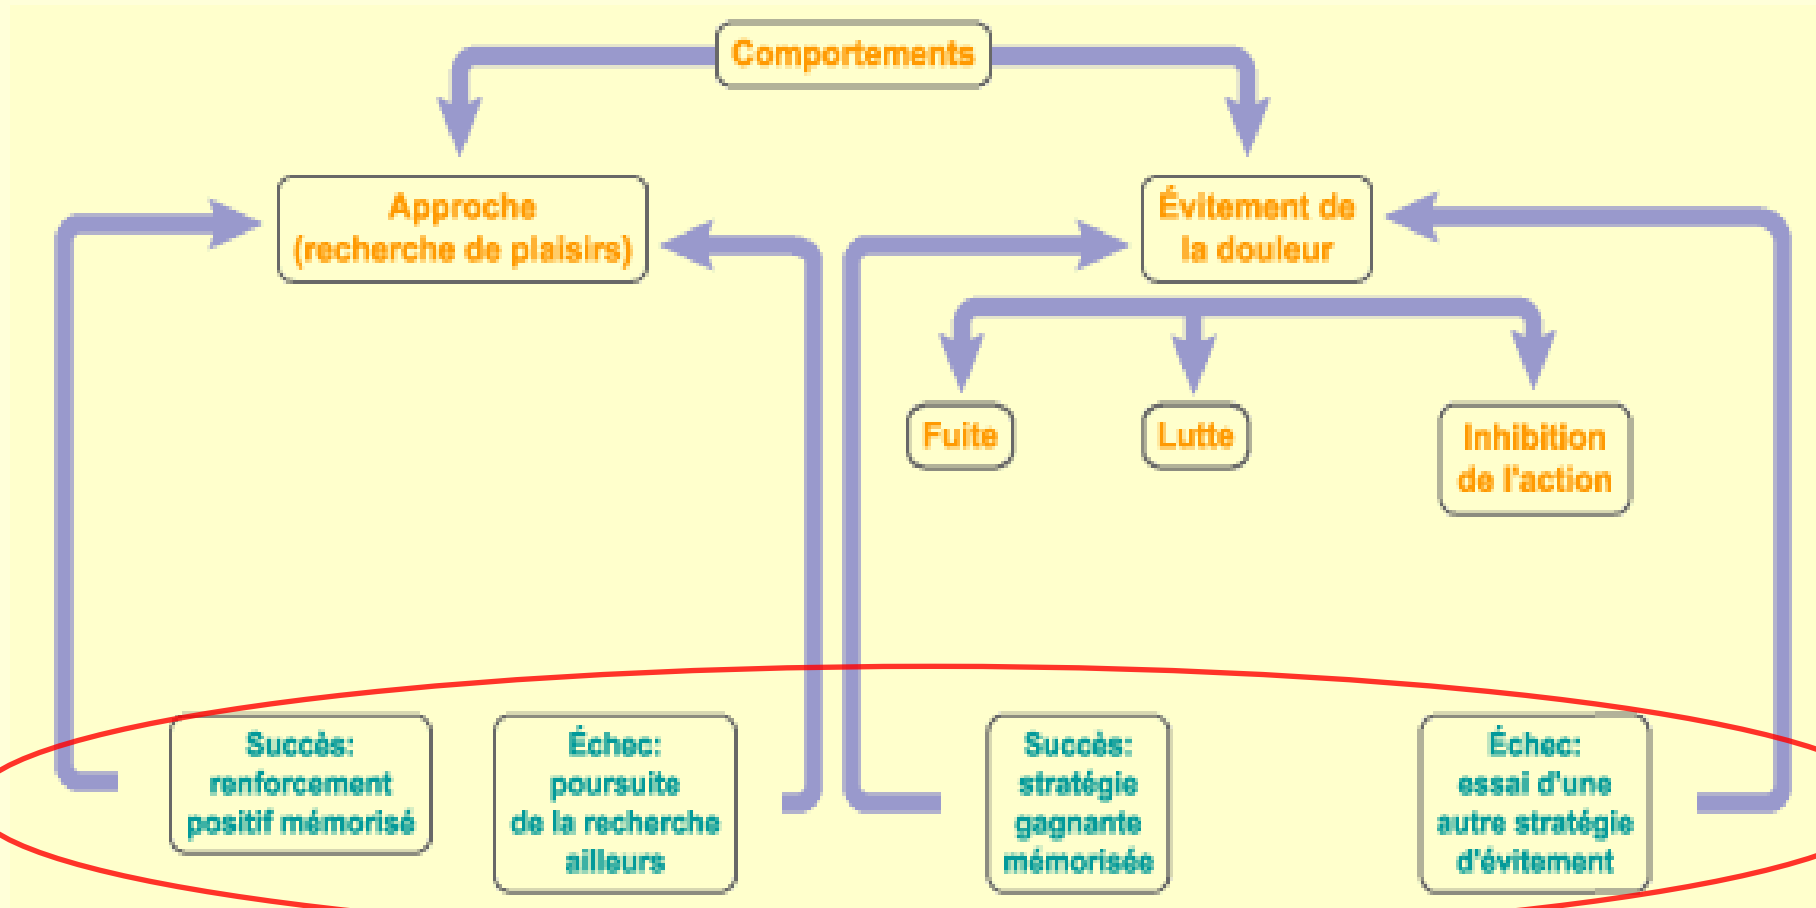 Comportements
Approche
(recherche de plaisirs)
Évitement de
la douleur
Fuite
Lutte
Inhibition
de l'action
Succès:
renforcement
positif mémorisé
Échec:
poursuite
de la recherche
ailleurs
Succès:
stratégie
gagnante
mémorisée
Échec:
essai d'une
autre stratégie
d'évitement